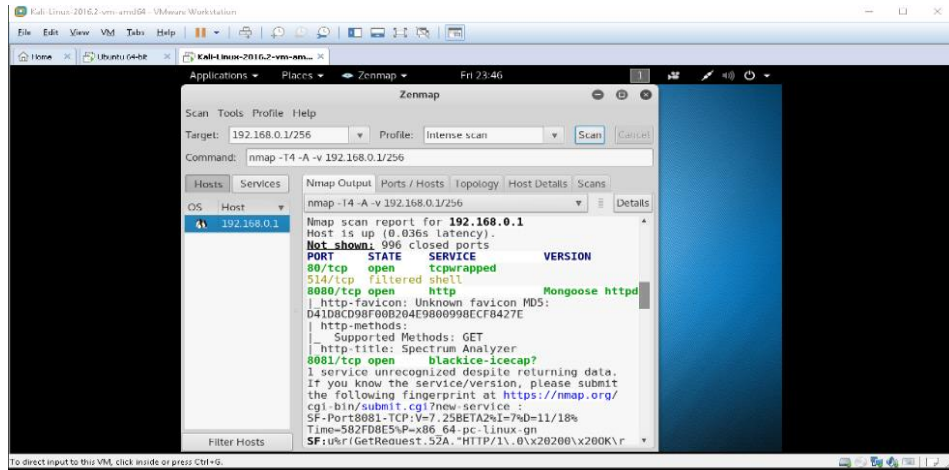 Kali-Linux-2016.2-vm-amd64 - VMware Workstation
File Edit View VM Tabs Help
Home Ubuntu 64-bit Kali-Linux-2016.2-vm-am...
Applications Places Zenmap Fri 23:46 1
Zenmap
Scan Tools Profile Help
Target: 192.168.0.1/256 Profile: Intense scan Scan Cancel
Command: nmap -T4 -A -v 192.168.0.1/256
Hosts Services Nmap Output Ports / Hosts Topology Host Details Scans
OS Host nmap -T4 -A -v 192.168.0.1/256 Details
192.168.0.1
Nmap scan report for 192.168.0.1
Host is up (0.036s latency).
Not shown: 996 closed ports
PORT STATE SERVICE VERSION
80/tcp open tcpwrapped
514/tcp filtered shell
8080/tcp open http Mongoose httpd
|_http-favicon: Unknown favicon MD5:
D41D8CD98F00B204E9800998ECF8427E
| http-methods:
|_ Supported Methods: GET
|_http-title: Spectrum Analyzer
8081/tcp open blackice-icecap?
1 service unrecognized despite returning data.
If you know the service/version, please submit
the following fingerprint at https://nmap.org/
cgi-bin/submit.cgi?new-service :
SF-Port8081-TCP:V=7.25BETA2%I=7%D=11/18%
Time=582FD8E5%P=x86_64-pc-linux-gn
SF:u%r(GetRequest,52A,"HTTP/1\.0\x20200\x20OK\r
Filter Hosts
To direct input to this VM, click inside or press Ctrl+G.